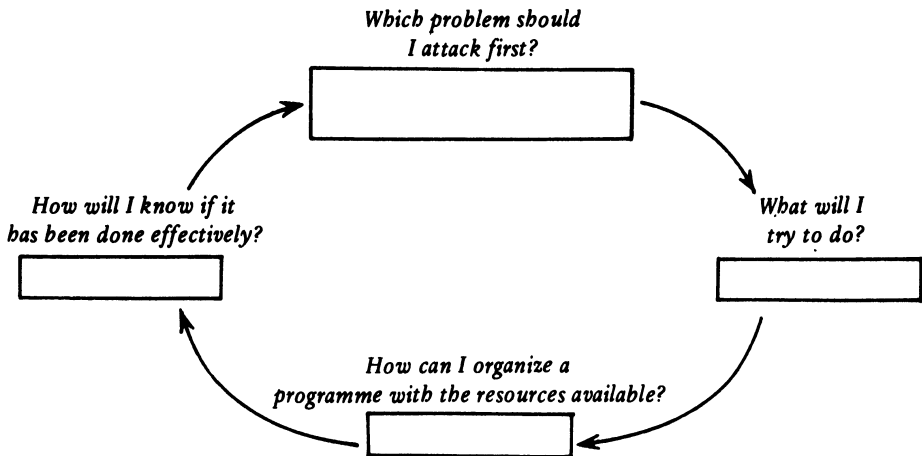 Which problem should
I attack first?
How will I know if it
has been done effectively?
What will I
try to do?
How can I organize a
programme with the resources available?